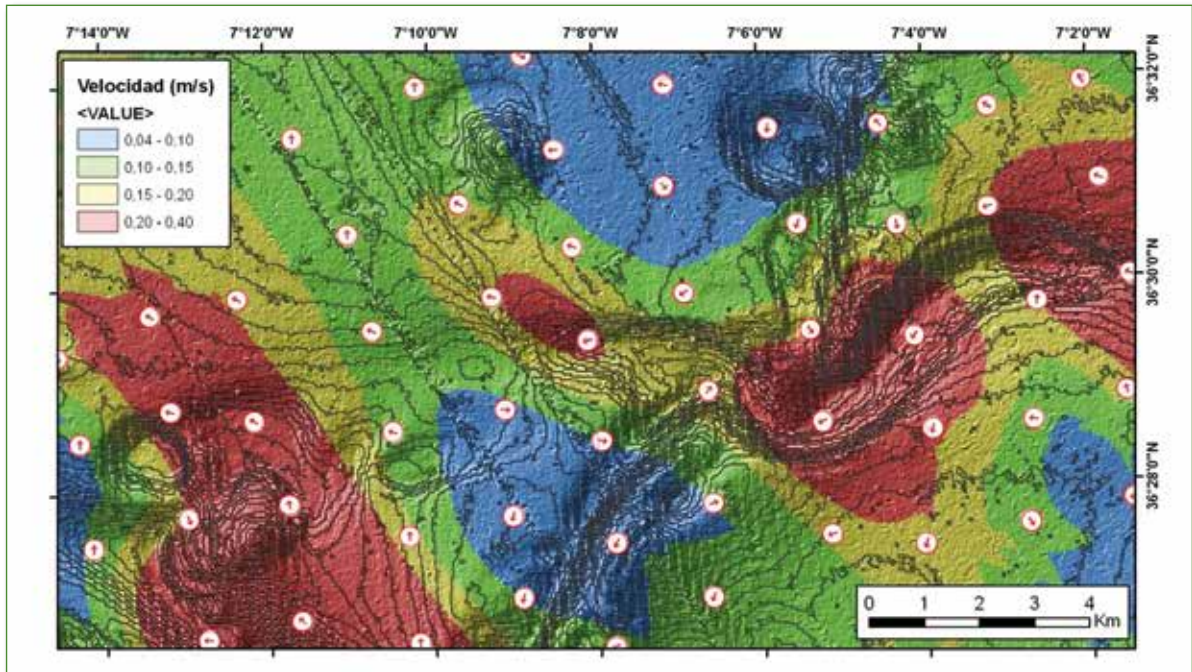 7°14'0"W 7°12'0"W 7°10'0"W 7°8'0"W 7°6'0"W 7°4'0"W 7°2'0"W
Velocidad (m/s)
<VALUE>
0,04 - 0,10
0,10 - 0,15
0,15 - 0,20
0,20 - 0,40
36°32'0"N
36°30'0"N
36°28'0"N
0 1 2 3 4
Km